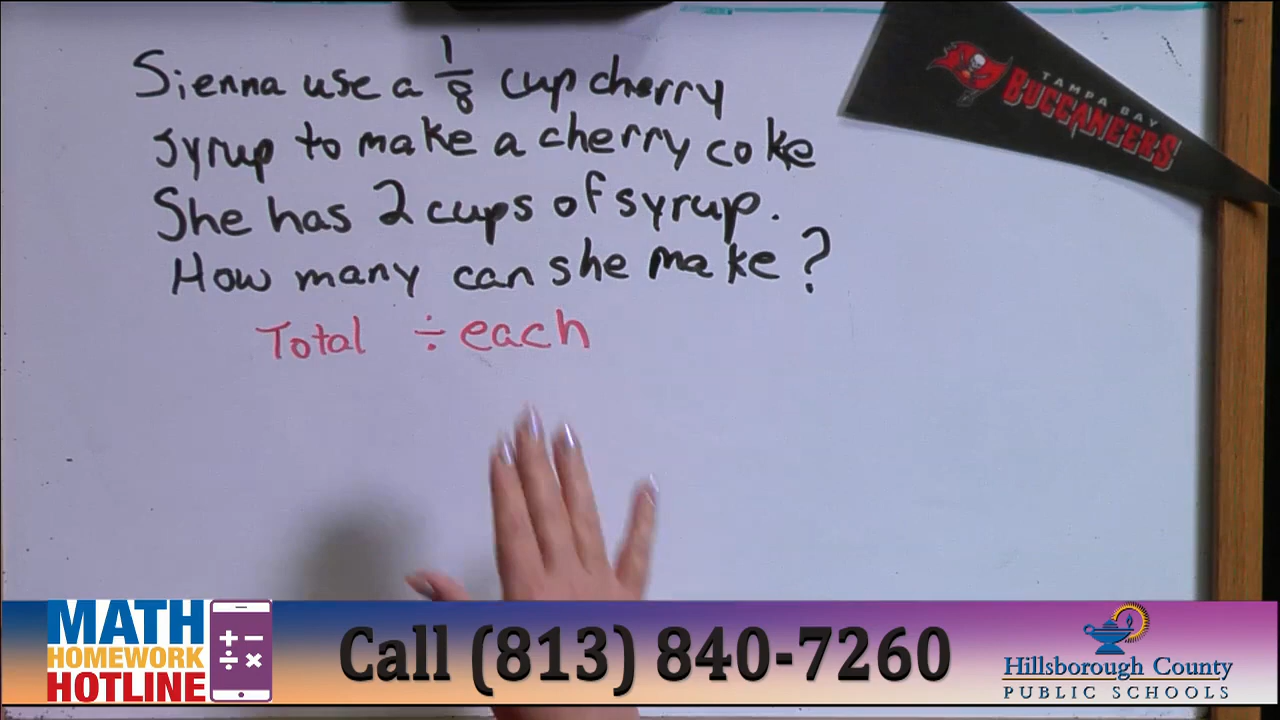 Sienna use a 1/8 cup cherry
syrup to make a cherry coke
She has 2 cups of syrup.
How many can she make?
Total ÷ each
TAMPA BAY
BUCCANEERS
MATH
HOMEWORK
HOTLINE
+ −
÷ ×
Call (813) 840-7260
Hillsborough County
PUBLIC SCHOOLS